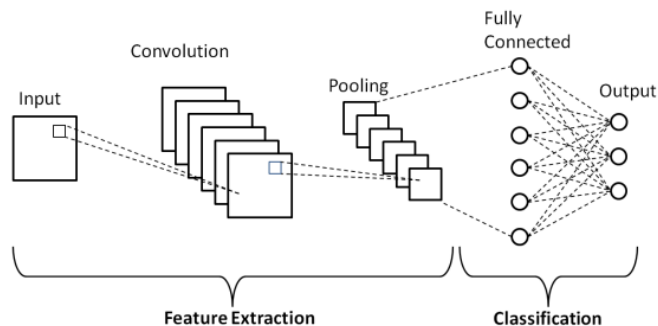 Input
Convolution
Pooling
Fully
Connected
Output
Feature Extraction
Classification